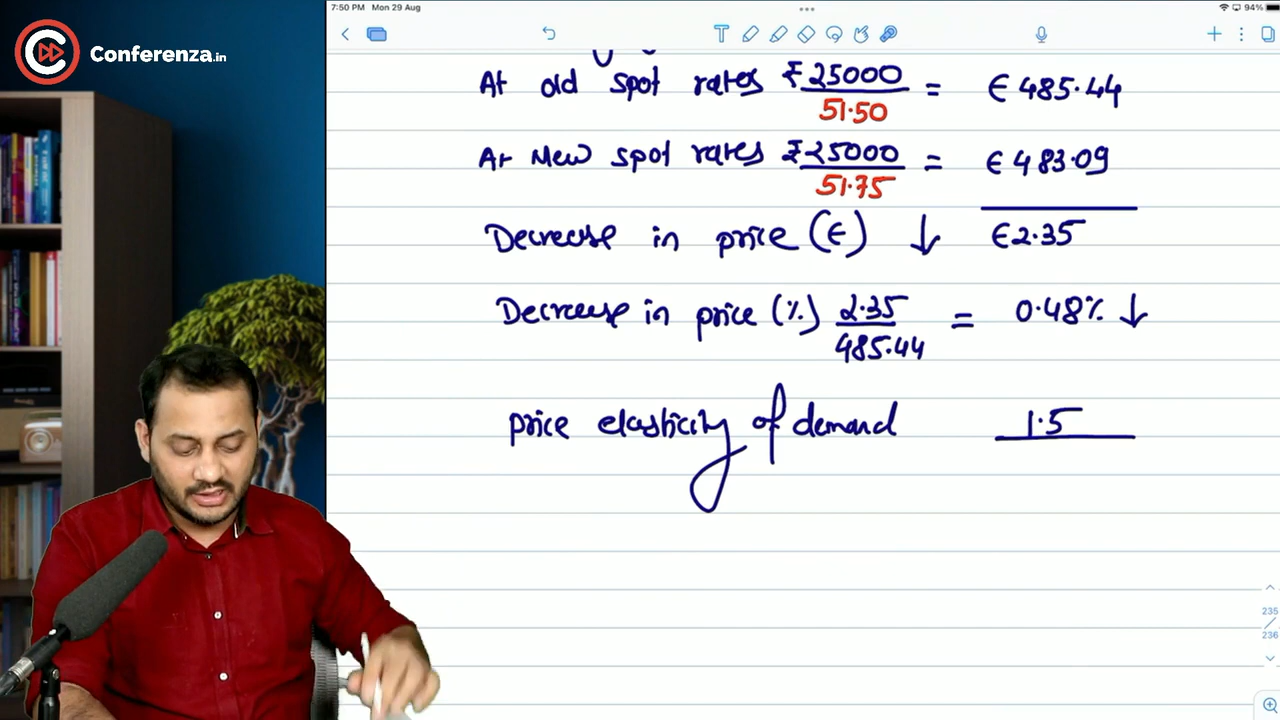 7:50 PM Mon 29 Aug
94%
Conferenza.in
At old spot rates ₹25000 / 51.50 = € 485.44
At New spot rates ₹25000 / 51.75 = € 483.09
Decrease in price (€) ↓ €2.35
Decrease in price (%) 2.35 / 485.44 = 0.48% ↓
price elasticity of demand 1.5
235
236